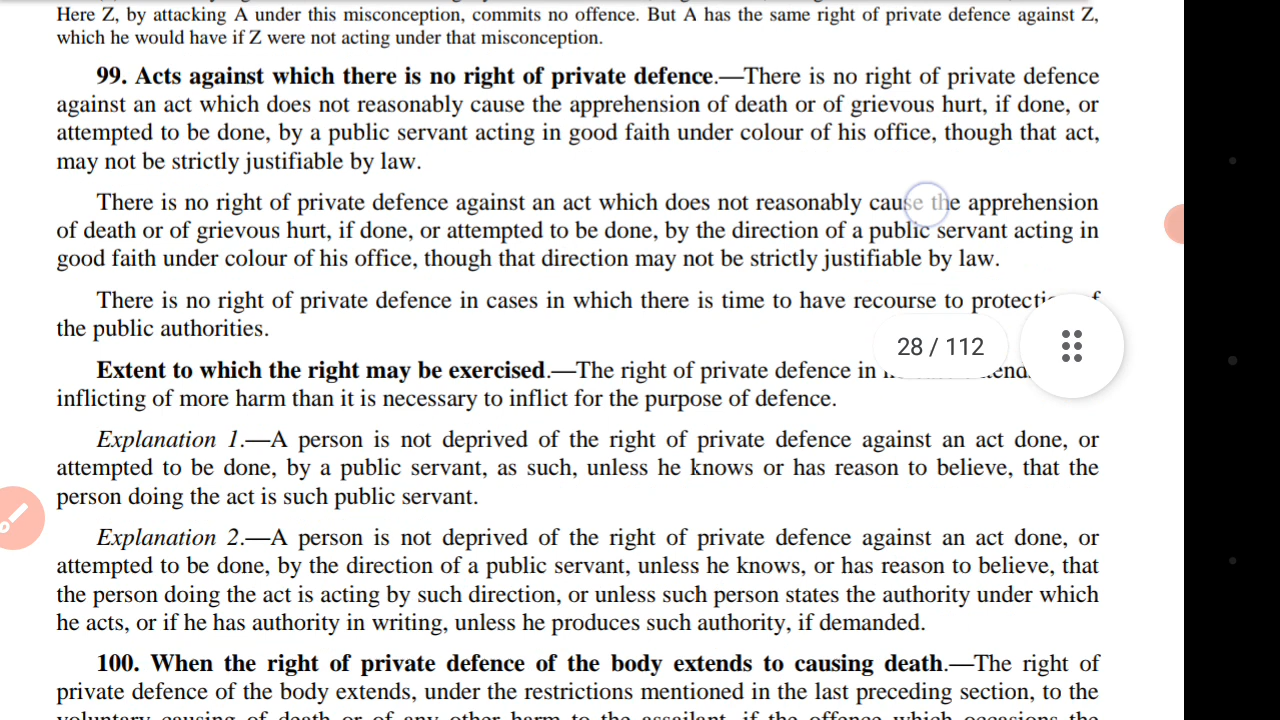 Here Z, by attacking A under this misconception, commits no offence. But A has the same right of private defence against Z,
which he would have if Z were not acting under that misconception.
99. Acts against which there is no right of private defence.—There is no right of private defence
against an act which does not reasonably cause the apprehension of death or of grievous hurt, if done, or
attempted to be done, by a public servant acting in good faith under colour of his office, though that act,
may not be strictly justifiable by law.
There is no right of private defence against an act which does not reasonably cause the apprehension
of death or of grievous hurt, if done, or attempted to be done, by the direction of a public servant acting in
good faith under colour of his office, though that direction may not be strictly justifiable by law.
There is no right of private defence in cases in which there is time to have recourse to
the public authorities.
28 / 112
Extent to which the right may be exercised.—The right of private defence in
inflicting of more harm than it is necessary to inflict for the purpose of defence.
Explanation 1.—A person is not deprived of the right of private defence against an act done, or
attempted to be done, by a public servant, as such, unless he knows or has reason to believe, that the
person doing the act is such public servant.
Explanation 2.—A person is not deprived of the right of private defence against an act done, or
attempted to be done, by the direction of a public servant, unless he knows, or has reason to believe, that
the person doing the act is acting by such direction, or unless such person states the authority under which
he acts, or if he has authority in writing, unless he produces such authority, if demanded.
100. When the right of private defence of the body extends to causing death.—The right of
private defence of the body extends, under the restrictions mentioned in the last preceding section, to the
voluntary causing of death or of any other harm to the assailant, if the offence which occasions the